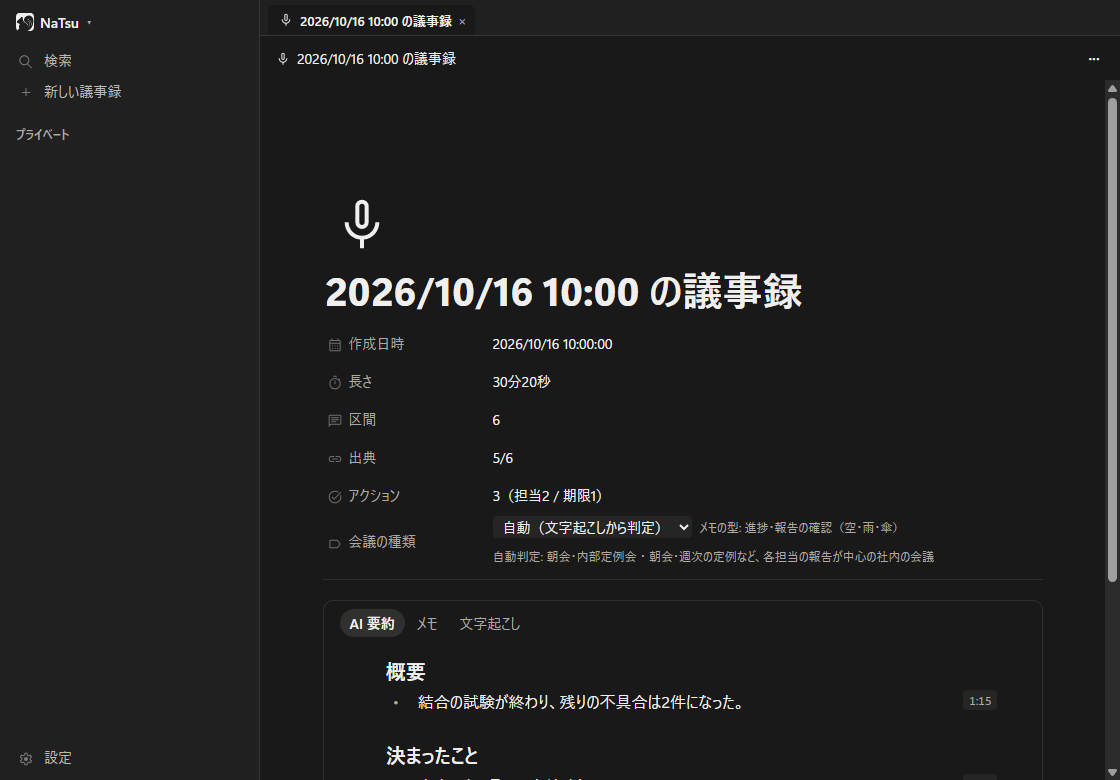 NaTsu
検索
新しい議事録
プライベート
設定
2026/10/16 10:00 の議事録 ×
2026/10/16 10:00 の議事録
2026/10/16 10:00 の議事録
作成日時 2026/10/16 10:00:00
長さ 30分20秒
区間 6
出典 5/6
アクション 3（担当2 / 期限1）
会議の種類 自動（文字起こしから判定） メモの型: 進捗・報告の確認（空・雨・傘）
自動判定: 朝会・内部定例会 ・ 朝会・週次の定例など、各担当の報告が中心の社内の会議
AI 要約 メモ 文字起こし
概要
• 結合の試験が終わり、残りの不具合は2件になった。 1:15
決まったこと